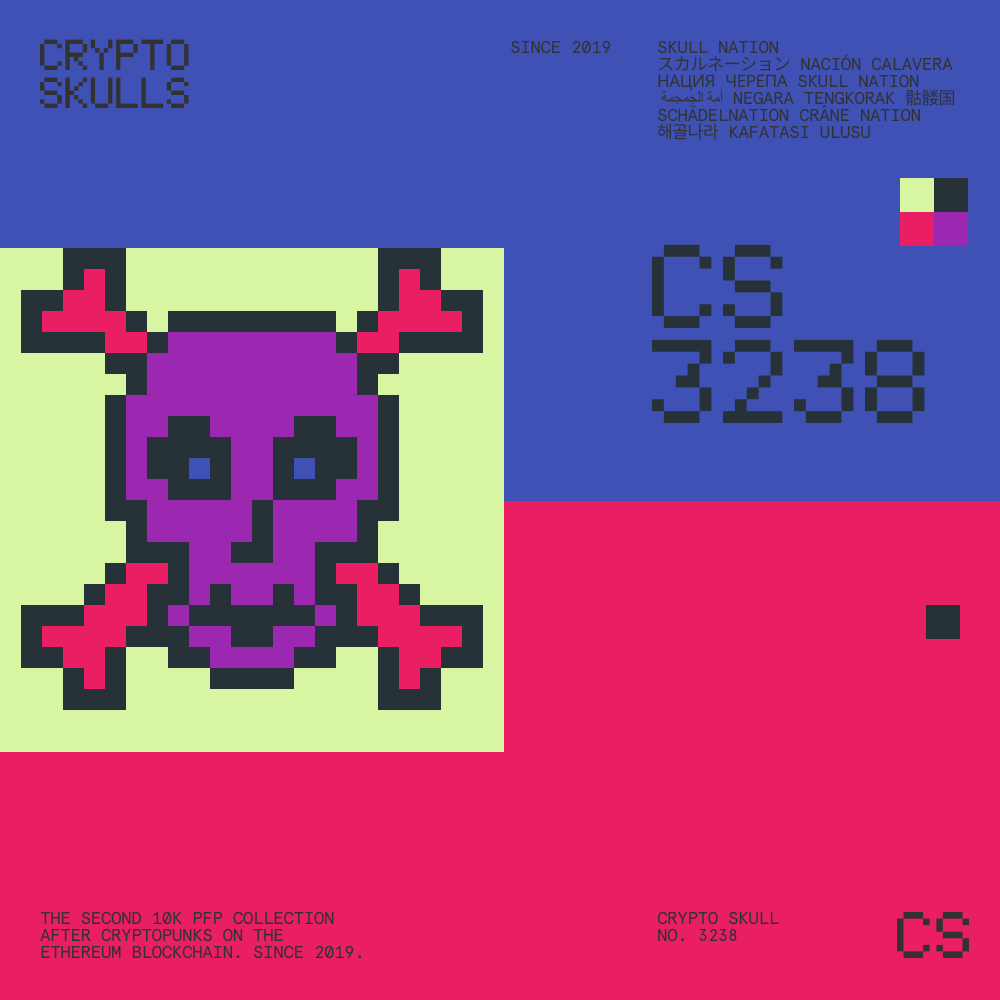 CRYPTO
SKULLS
SINCE 2019
SKULL NATION
スカルネーション NACIÓN CALAVERA
НАЦИЯ ЧЕРЕПА SKULL NATION
أمة الجمجمة NEGARA TENGKORAK 骷髅国
SCHÄDELNATION CRÂNE NATION
해골나라 KAFATASI ULUSU
CS
3238
THE SECOND 10K PFP COLLECTION
AFTER CRYPTOPUNKS ON THE
ETHEREUM BLOCKCHAIN. SINCE 2019.
CRYPTO SKULL
NO. 3238
CS